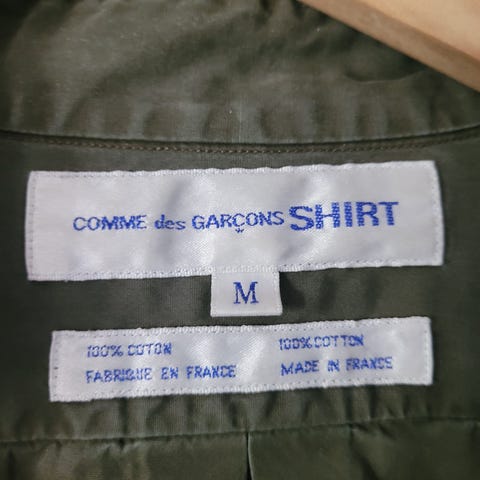 COMME des GARÇONS SHIRT
M
100% COTON 100% COTTON
FABRIQUE EN FRANCE MADE IN FRANCE